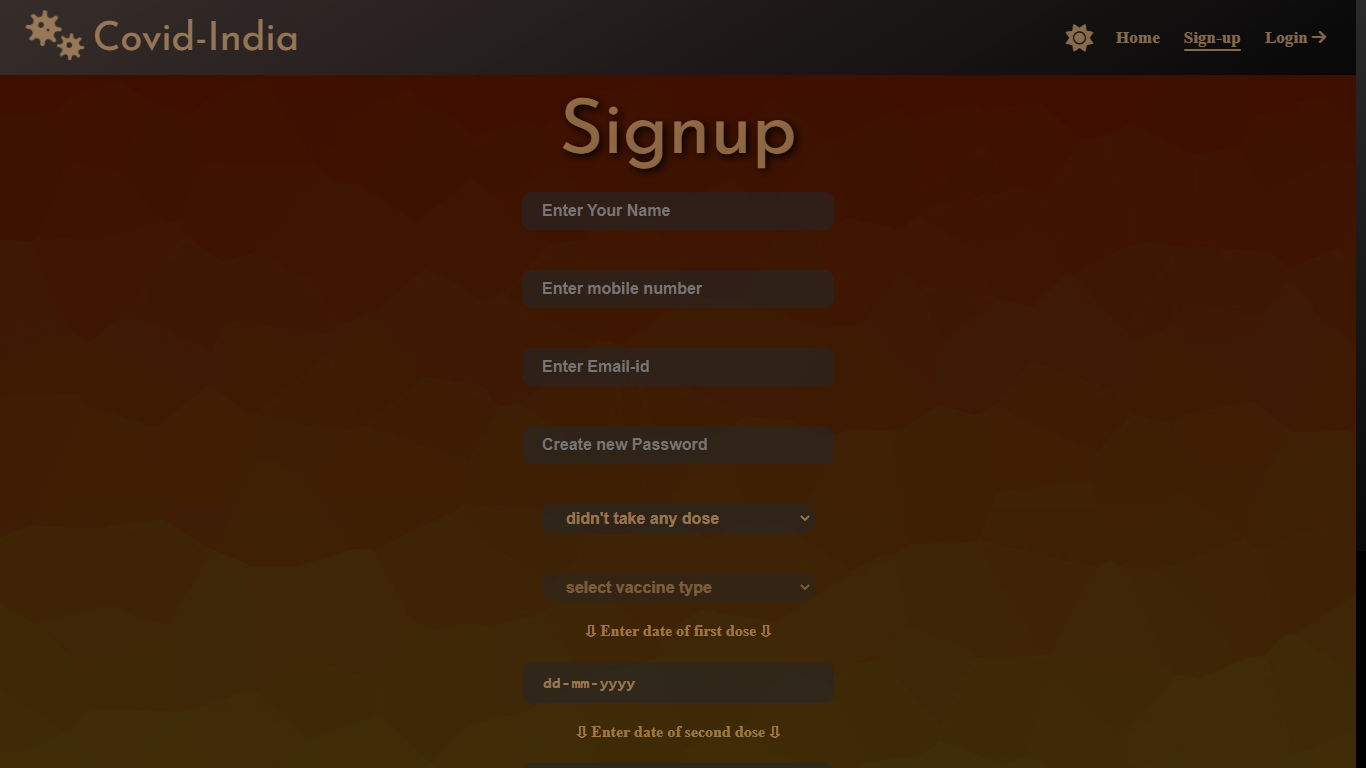 Covid-India
Home Sign-up Login →
Signup
Enter Your Name
Enter mobile number
Enter Email-id
Create new Password
didn't take any dose
select vaccine type
⇩ Enter date of first dose ⇩
dd-mm-yyyy
⇩ Enter date of second dose ⇩